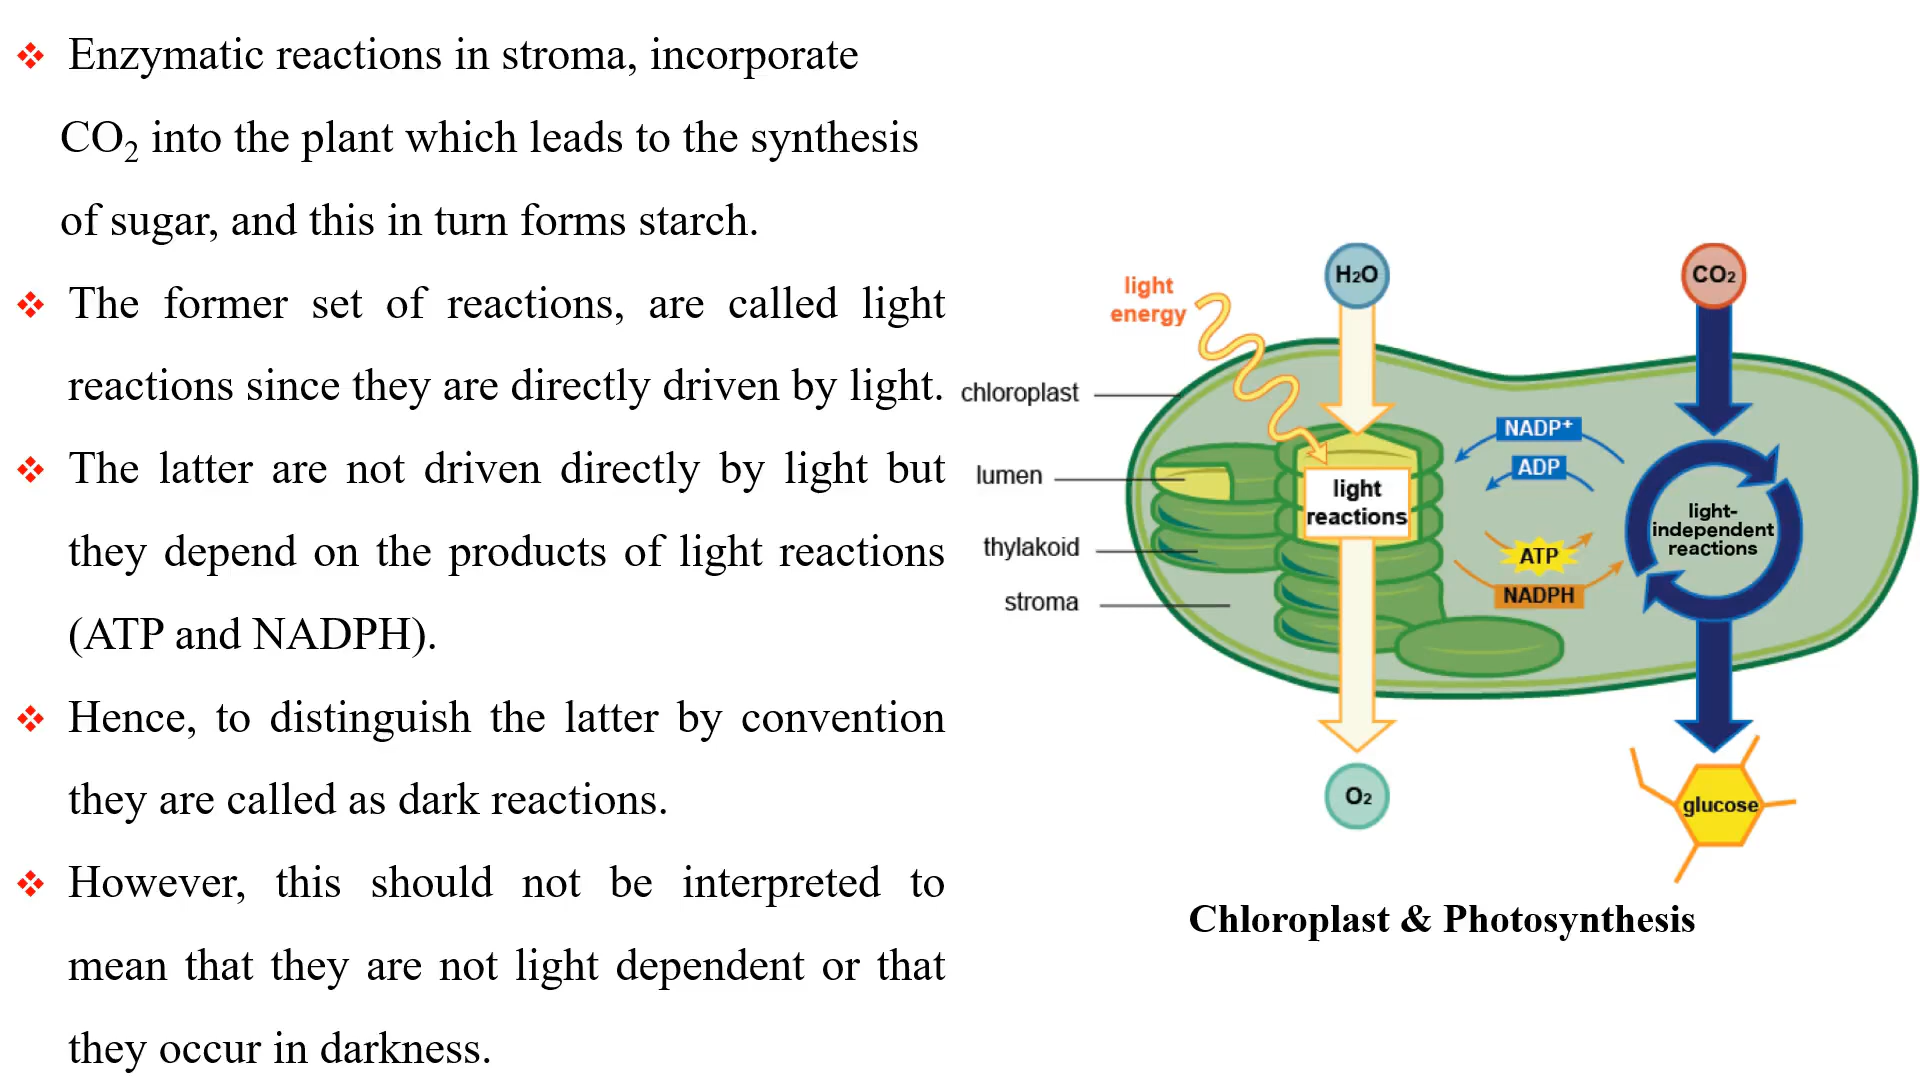 ❖ Enzymatic reactions in stroma, incorporate
CO₂ into the plant which leads to the synthesis
of sugar, and this in turn forms starch.
❖ The former set of reactions, are called light
reactions since they are directly driven by light.
❖ The latter are not driven directly by light but
they depend on the products of light reactions
(ATP and NADPH).
❖ Hence, to distinguish the latter by convention
they are called as dark reactions.
❖ However, this should not be interpreted to
mean that they are not light dependent or that
they occur in darkness.
light
energy
H₂O
CO₂
chloroplast
lumen
thylakoid
stroma
light
reactions
NADP⁺
ADP
ATP
NADPH
light-
independent
reactions
O₂
glucose
Chloroplast & Photosynthesis